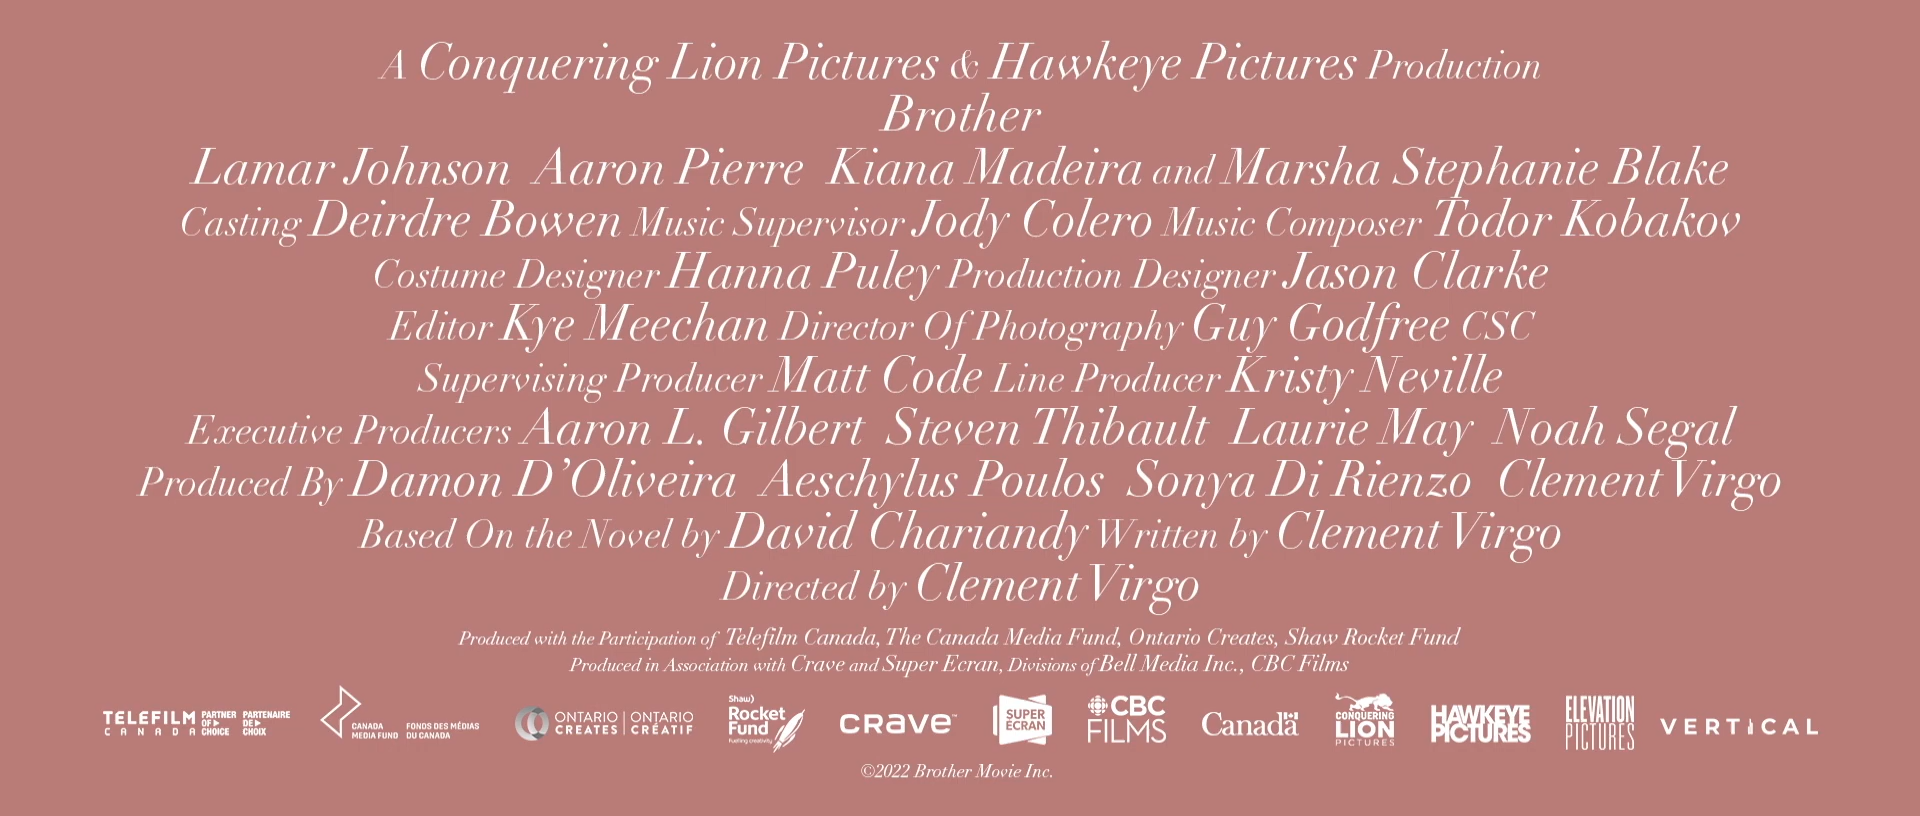 A Conquering Lion Pictures & Hawkeye Pictures Production
Brother
Lamar Johnson Aaron Pierre Kiana Madeira and Marsha Stephanie Blake
Casting Deirdre Bowen Music Supervisor Jody Colero Music Composer Todor Kobakov
Costume Designer Hanna Puley Production Designer Jason Clarke
Editor Kye Meechan Director Of Photography Guy Godfree CSC
Supervising Producer Matt Code Line Producer Kristy Neville
Executive Producers Aaron L. Gilbert Steven Thibault Laurie May Noah Segal
Produced By Damon D’Oliveira Aeschylus Poulos Sonya Di Rienzo Clement Virgo
Based On the Novel by David Chariandy Written by Clement Virgo
Directed by Clement Virgo
Produced with the Participation of Telefilm Canada, The Canada Media Fund, Ontario Creates, Shaw Rocket Fund
Produced in Association with Crave and Super Ecran, Divisions of Bell Media Inc., CBC Films
TELEFILM
CANADA
PARTNER
OF
CHOICE
PARTENAIRE
DE
CHOIX
CANADA
MEDIA FUND
FONDS DES MÉDIAS
DU CANADA
ONTARIO
CREATES
ONTARIO
CRÉATIF
Shaw)
Rocket
Fund
Fuelling creativity
CRAVE™
SUPER
ECRAN
CBC
FILMS
Canada
CONQUERING
LION
PICTURES
HAWKEYE
PICTURES
ELEVATION
PICTURES
VERTICAL
©2022 Brother Movie Inc.